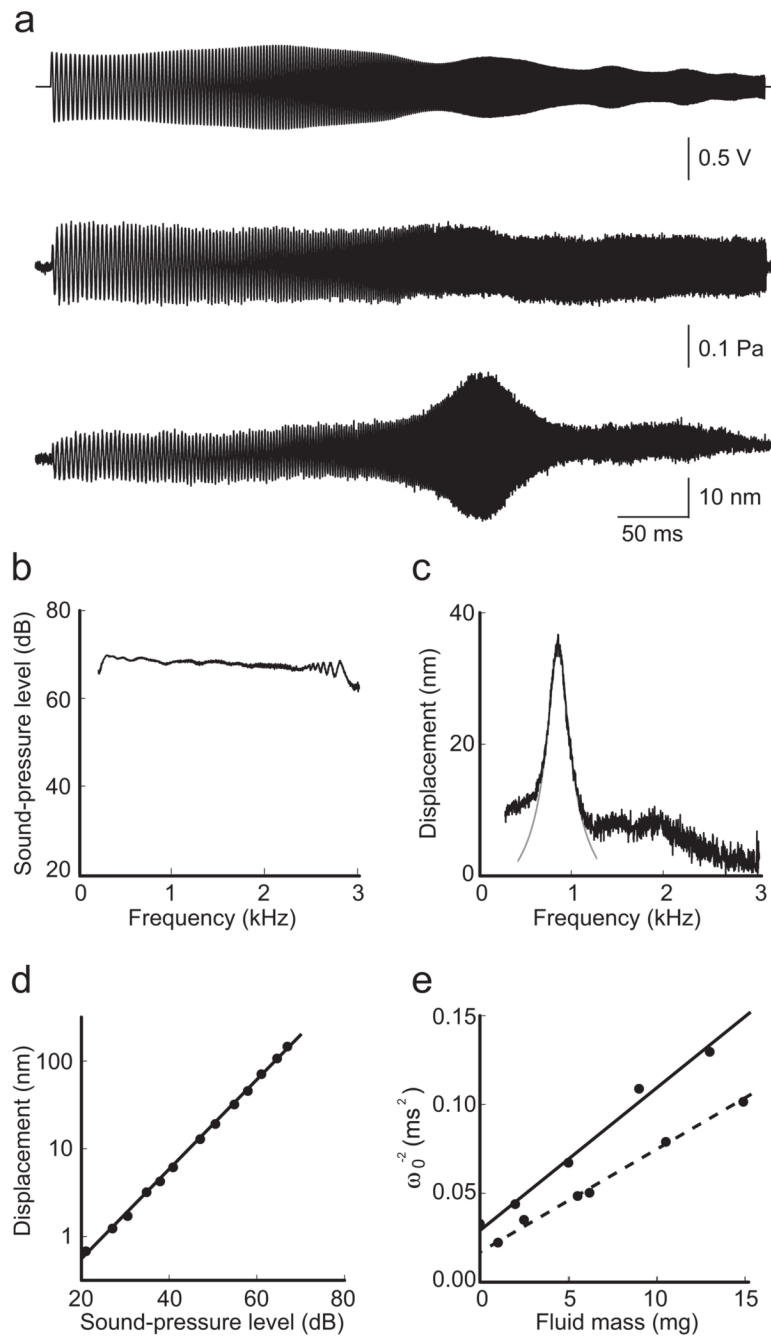 a
0.5 V
0.1 Pa
10 nm
50 ms
b
Sound-pressure level (dB)
80
60
40
20
0 1 2 3
Frequency (kHz)
c
Displacement (nm)
40
20
0
0 1 2 3
Frequency (kHz)
d
Displacement (nm)
100
10
1
20 40 60 80
Sound-pressure level (dB)
e
ω₀⁻² (ms²)
0.15
0.10
0.05
0.00
0 5 10 15
Fluid mass (mg)